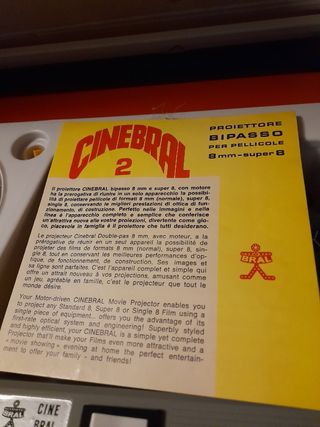 CINEBRAL
2
PROIETTORE
BIPASSO
PER PELLICOLE
8mm-super8
Il proiettore CINEBRAL bipasso 8 mm e super 8, con motore
ha la prerogativa di riunire in un solo apparecchio la possibi-
lità di proiettare pellicole di formati 8 mm (normale), super 8,
single 8, conservando le migliori prestazioni di ottica di fun-
zionamento, di costruzione. Perfetto nelle immagini e nella
linea è l'apparecchio completo e semplice che conferisce
un'attrattiva nuova alle vostre proiezioni, divertente come gio-
co, piacevole in famiglia è il proiettore che tutti desiderano.
Le projecteur Cinebral Double-pas 8 mm, avec moteur, a la
prérogative de réunir en un seul appareil la possibilité de
projeter des films de formats 8 mm (normal), super 8, sin-
gle 8, tout en conservant les meilleures performances d'op-
tique, de fonctionnement, de construction. Ses images et
sa ligne sont parfaites. C'est l'appareil complet et simple qui
offre un attrait nouveau à vos projections, amusant comme
un jeu, agréable en famille, c'est le projecteur que tout le
monde désire.
Your Motor-driven CINEBRAL Movie Projector enables you
to project any Standard 8, Super 8 or Single 8 Film using a
single piece of equipment... offers you the advantage of its
first-rate optical system and engineering! Superbly styled
and highly efficient, your CINEBRAL is a simple yet complete
Projector that'll make your Films even more attractive and a
« movie showing » evening at home the perfect entertain-
ment to offer your family - and friends!
BRAL
CINE
BRAL